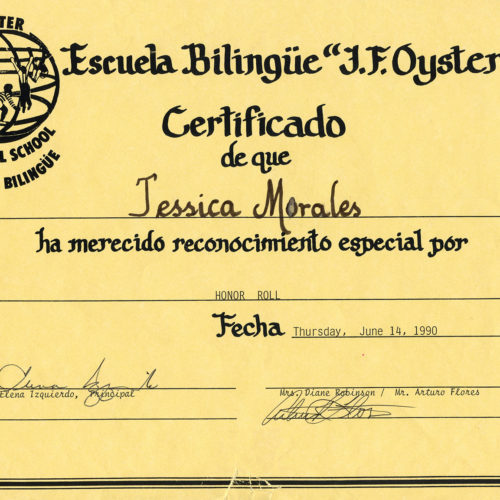 TER
L SCHOOL
BILINGÜE
Escuela Bilingüe "J.F. Oyster
Certificado
de que
Jessica Morales
ha merecido reconocimiento especial por
HONOR ROLL
Fecha Thursday, June 14, 1990
Elena Izquierdo, Principal
Mrs. Diane Robinson / Mr. Arturo Flores